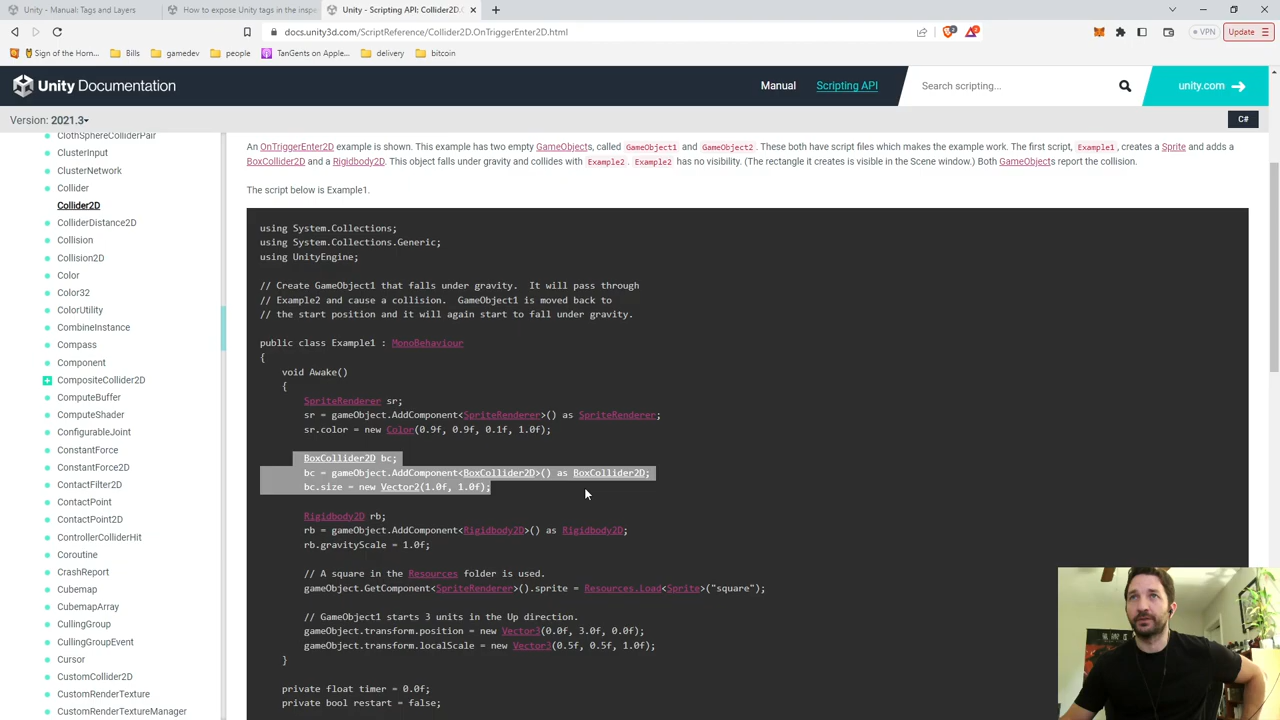 Unity - Manual: Tags and Layers
How to expose Unity tags in the inspe
Unity - Scripting API: Collider2D.O
docs.unity3d.com/ScriptReference/Collider2D.OnTriggerEnter2D.html
VPN
Update
Sign of the Horn...
Bills
gamedev
people
TanGents on Apple...
delivery
bitcoin
Unity Documentation
Manual
Scripting API
Search scripting...
unity.com
Version: 2021.3
C#
ClothSphereColliderPair
ClusterInput
ClusterNetwork
Collider
Collider2D
ColliderDistance2D
Collision
Collision2D
Color
Color32
ColorUtility
CombineInstance
Compass
Component
CompositeCollider2D
ComputeBuffer
ComputeShader
ConfigurableJoint
ConstantForce
ConstantForce2D
ContactFilter2D
ContactPoint
ContactPoint2D
ControllerColliderHit
Coroutine
CrashReport
Cubemap
CubemapArray
CullingGroup
CullingGroupEvent
Cursor
CustomCollider2D
CustomRenderTexture
CustomRenderTextureManager
An OnTriggerEnter2D example is shown. This example has two empty GameObjects, called GameObject1 and GameObject2 . These both have script files which makes the example work. The first script, Example1 , creates a Sprite and adds a
BoxCollider2D and a Rigidbody2D. This object falls under gravity and collides with Example2 . Example2 has no visibility. (The rectangle it creates is visible in the Scene window.) Both GameObjects report the collision.
The script below is Example1.
using System.Collections;
using System.Collections.Generic;
using UnityEngine;
// Create GameObject1 that falls under gravity. It will pass through
// Example2 and cause a collision. GameObject1 is moved back to
// the start position and it will again start to fall under gravity.
public class Example1 : MonoBehaviour
{
void Awake()
{
SpriteRenderer sr;
sr = gameObject.AddComponent<SpriteRenderer>() as SpriteRenderer;
sr.color = new Color(0.9f, 0.9f, 0.1f, 1.0f);
BoxCollider2D bc;
bc = gameObject.AddComponent<BoxCollider2D>() as BoxCollider2D;
bc.size = new Vector2(1.0f, 1.0f);
Rigidbody2D rb;
rb = gameObject.AddComponent<Rigidbody2D>() as Rigidbody2D;
rb.gravityScale = 1.0f;
// A square in the Resources folder is used.
gameObject.GetComponent<SpriteRenderer>().sprite = Resources.Load<Sprite>("square");
// GameObject1 starts 3 units in the Up direction.
gameObject.transform.position = new Vector3(0.0f, 3.0f, 0.0f);
gameObject.transform.localScale = new Vector3(0.5f, 0.5f, 1.0f);
}
private float timer = 0.0f;
private bool restart = false;